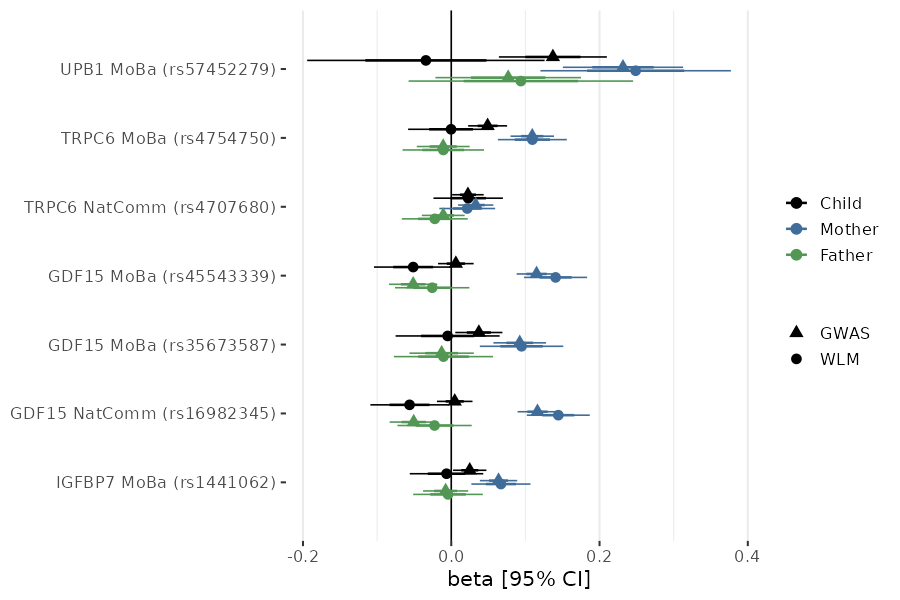 UPB1 MoBa (rs57452279)
TRPC6 MoBa (rs4754750)
TRPC6 NatComm (rs4707680)
GDF15 MoBa (rs45543339)
GDF15 MoBa (rs35673587)
GDF15 NatComm (rs16982345)
IGFBP7 MoBa (rs1441062)
-0.2 0.0 0.2 0.4
beta [95% CI]
Child
Mother
Father
GWAS
WLM